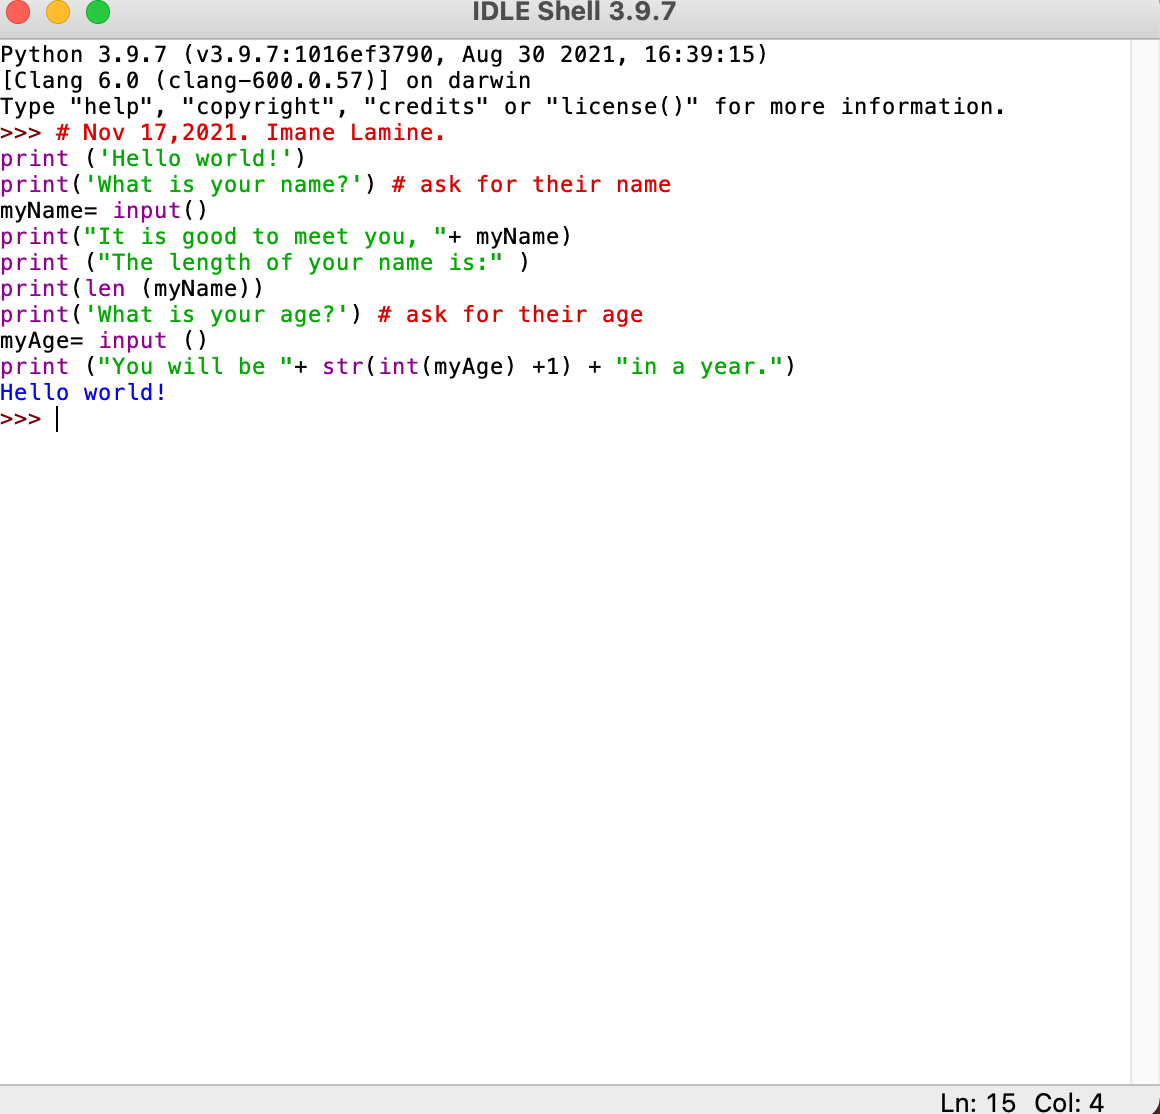 IDLE Shell 3.9.7
Python 3.9.7 (v3.9.7:1016ef3790, Aug 30 2021, 16:39:15)
[Clang 6.0 (clang-600.0.57)] on darwin
Type "help", "copyright", "credits" or "license()" for more information.
>>> # Nov 17,2021. Imane Lamine.
print ('Hello world!')
print('What is your name?') # ask for their name
myName= input()
print("It is good to meet you, "+ myName)
print ("The length of your name is:" )
print(len (myName))
print('What is your age?') # ask for their age
myAge= input ()
print ("You will be "+ str(int(myAge) +1) + "in a year.")
Hello world!
>>>
Ln: 15 Col: 4